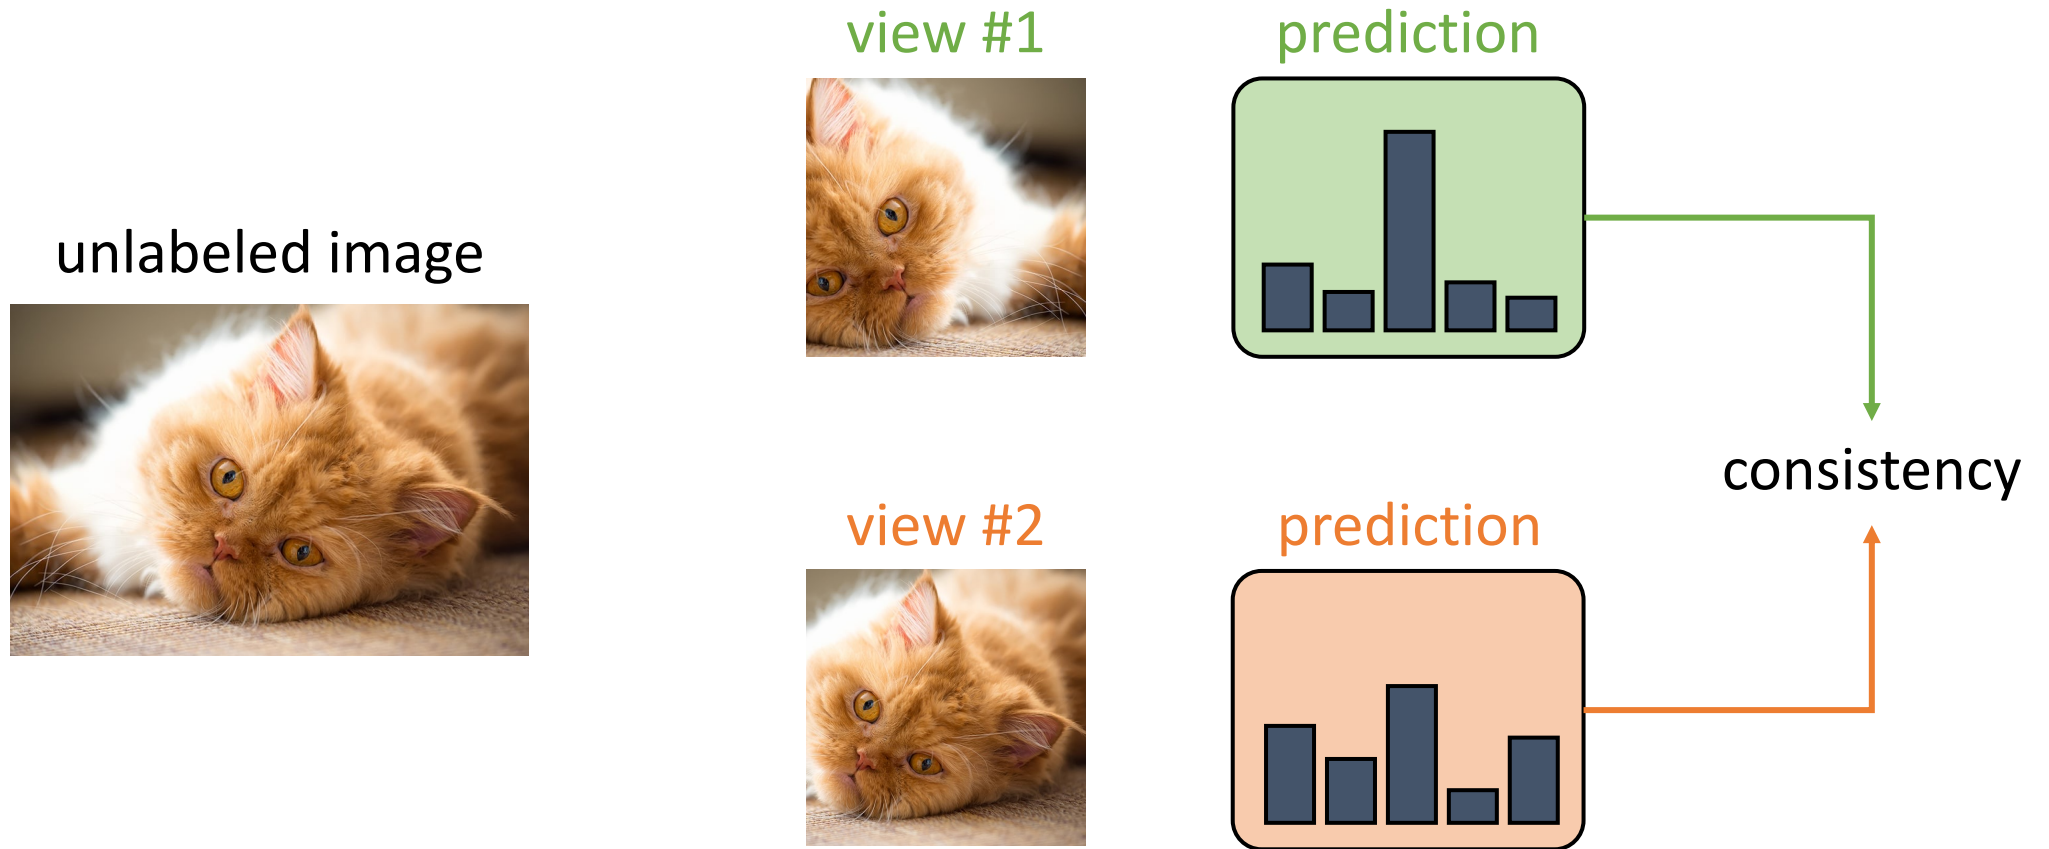 unlabeled image
view #1
prediction
view #2
prediction
consistency